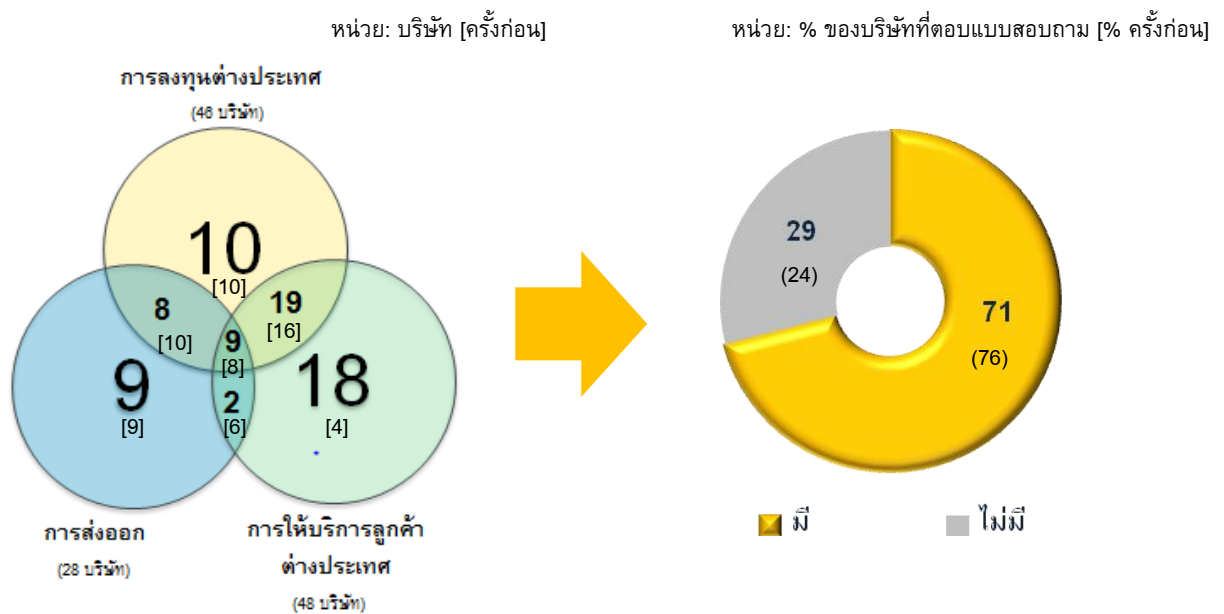 หน่วย: บริษัท [ครั้งก่อน]
หน่วย: % ของบริษัทที่ตอบแบบสอบถาม [% ครั้งก่อน]
การลงทุนต่างประเทศ
(46 บริษัท)
10
[10]
8
[10]
19
[16]
9
[8]
9
[9]
2
[6]
18
[4]
การส่งออก
(28 บริษัท)
การให้บริการลูกค้า
ต่างประเทศ
(48 บริษัท)
29
(24)
71
(76)
มี
ไม่มี